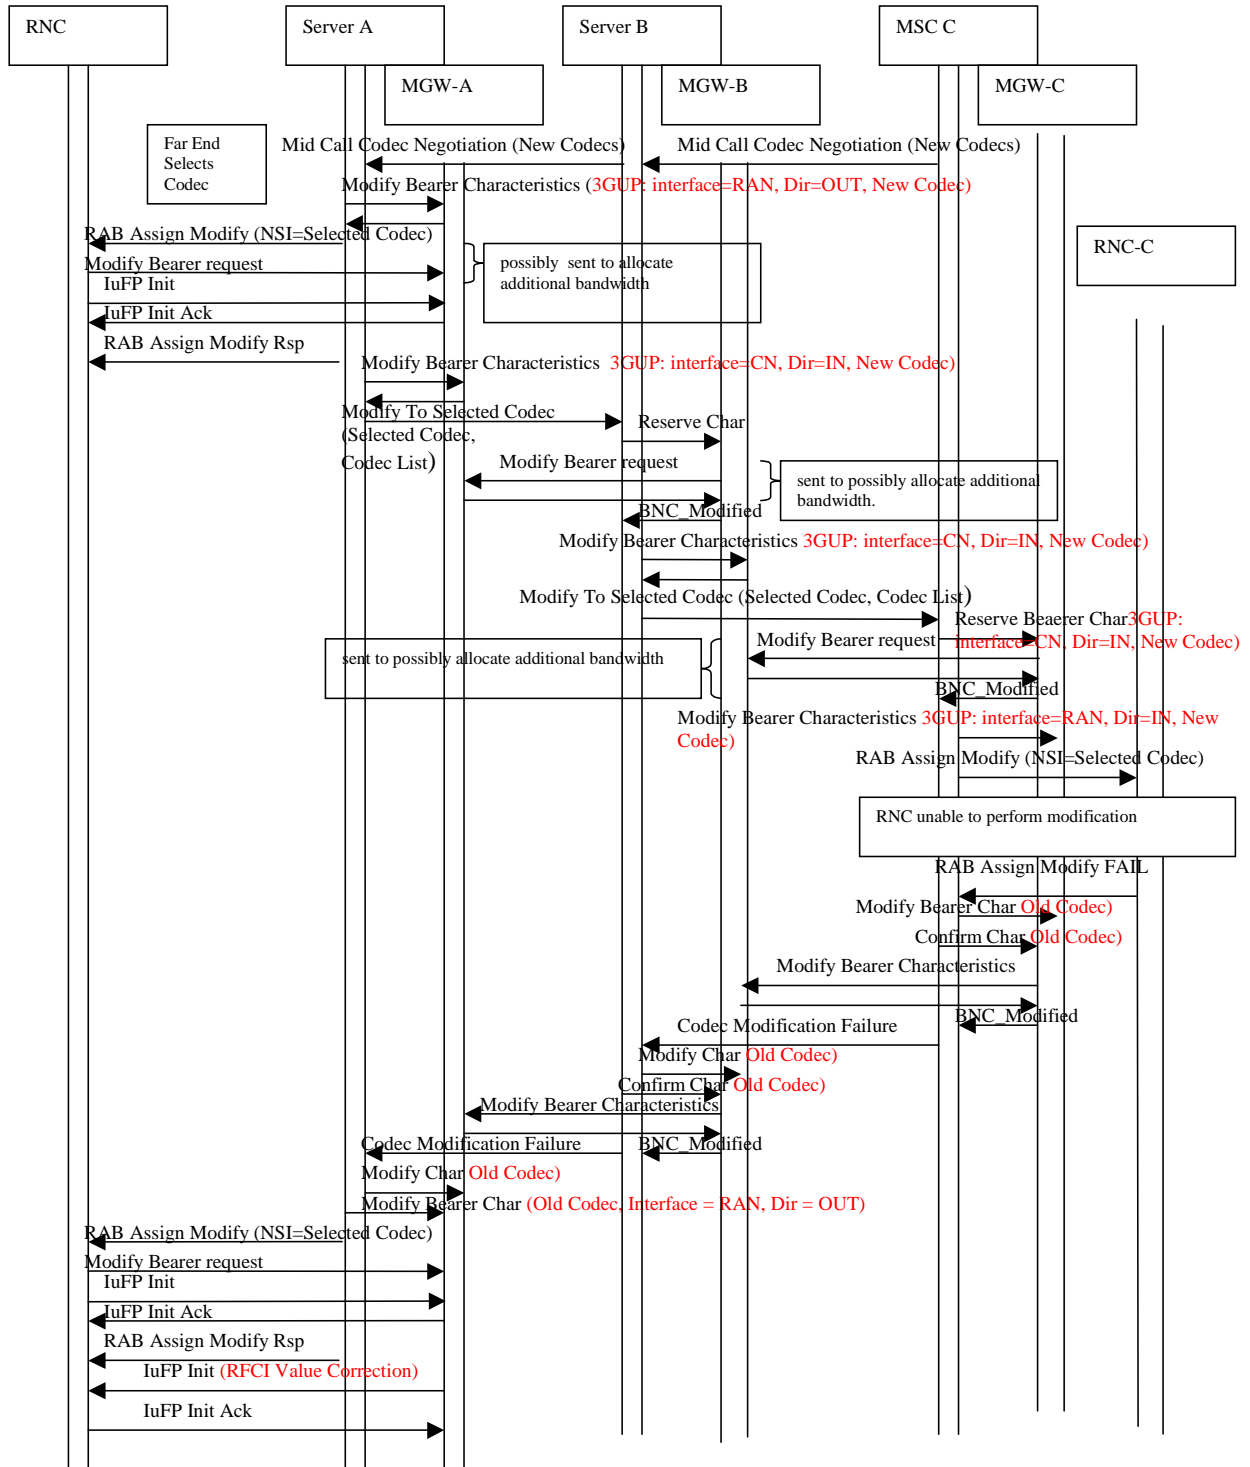 RNC
Server A
Server B
MSC C
MGW-A
MGW-B
MGW-C
Far End
Selects
Codec
Mid Call Codec Negotiation (New Codecs)
Mid Call Codec Negotiation (New Codecs)
Modify Bearer Characteristics (3GUP: interface=RAN, Dir=OUT, New Codec)
RAB Assign Modify (NSI=Selected Codec)
RNC-C
Modify Bearer request
possibly sent to allocate
additional bandwidth
IuFP Init
IuFP Init Ack
RAB Assign Modify Rsp
Modify Bearer Characteristics 3GUP: interface=CN, Dir=IN, New Codec)
Modify To Selected Codec
(Selected Codec,
Codec List)
Reserve Char
Modify Bearer request
sent to possibly allocate additional
bandwidth.
BNC_Modified
Modify Bearer Characteristics 3GUP: interface=CN, Dir=IN, New Codec)
Modify To Selected Codec (Selected Codec, Codec List)
Reserve Beaerer Char3GUP:
interface=CN, Dir=IN, New Codec)
Modify Bearer request
sent to possibly allocate additional bandwidth
BNC_Modified
Modify Bearer Characteristics 3GUP: interface=RAN, Dir=IN, New
Codec)
RAB Assign Modify (NSI=Selected Codec)
RNC unable to perform modification
RAB Assign Modify FAIL
Modify Bearer Char Old Codec)
Confirm Char Old Codec)
Modify Bearer Characteristics
BNC_Modified
Codec Modification Failure
Modify Char Old Codec)
Confirm Char Old Codec)
Modify Bearer Characteristics
Codec Modification Failure
BNC_Modified
Modify Char Old Codec)
Modify Bearer Char (Old Codec, Interface = RAN, Dir = OUT)
RAB Assign Modify (NSI=Selected Codec)
Modify Bearer request
IuFP Init
IuFP Init Ack
RAB Assign Modify Rsp
IuFP Init (RFCI Value Correction)
IuFP Init Ack